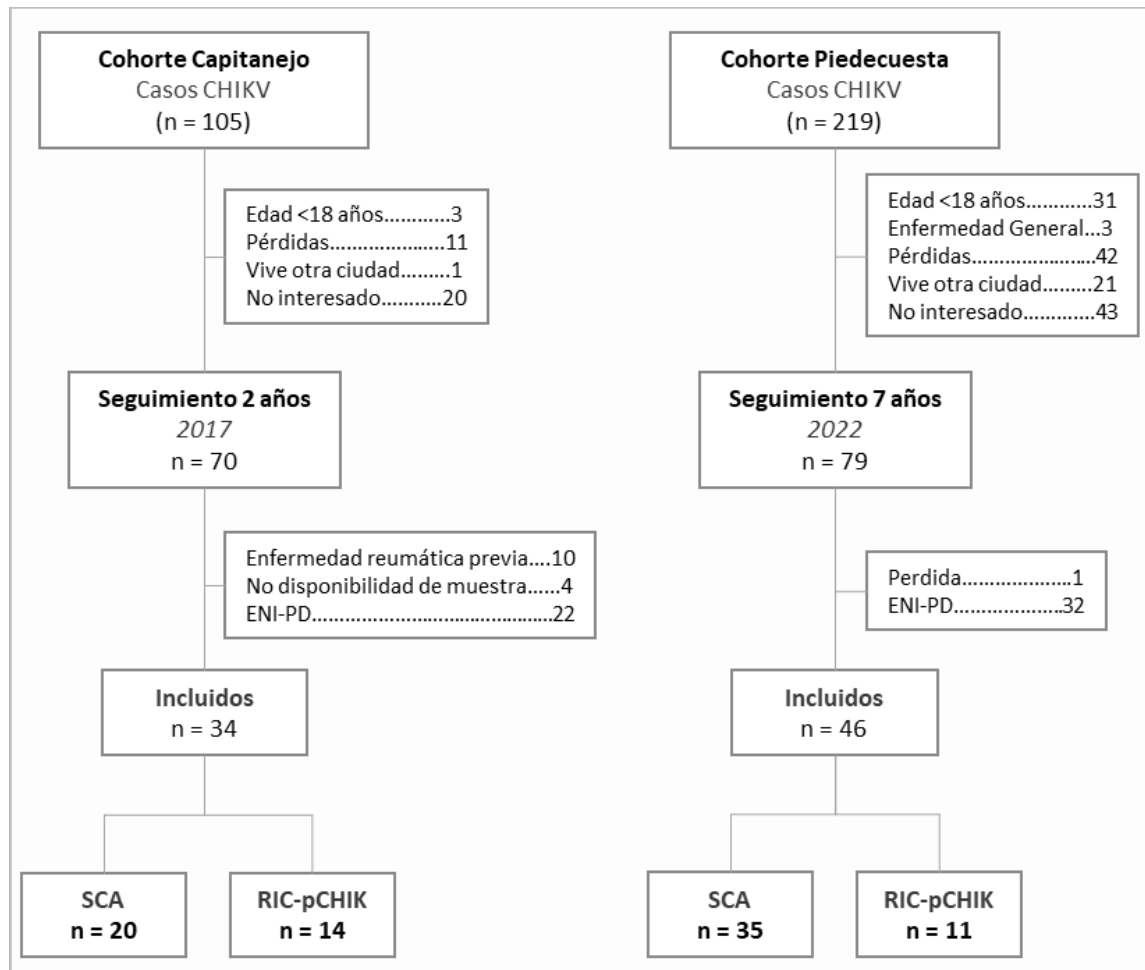 Cohorte Capitanejo
Casos CHIKV
(n = 105)
Edad <18 años............3
Pérdidas......................11
Vive otra ciudad.........1
No interesado...........20
Seguimiento 2 años
2017
n = 70
Enfermedad reumática previa....10
No disponibilidad de muestra......4
ENI-PD..........................................22
Incluidos
n = 34
SCA
n = 20
RIC-pCHIK
n = 14
Cohorte Piedecuesta
Casos CHIKV
(n = 219)
Edad <18 años............31
Enfermedad General...3
Pérdidas......................42
Vive otra ciudad.........21
No interesado.............43
Seguimiento 7 años
2022
n = 79
Perdida.....................1
ENI-PD.....................32
Incluidos
n = 46
SCA
n = 35
RIC-pCHIK
n = 11